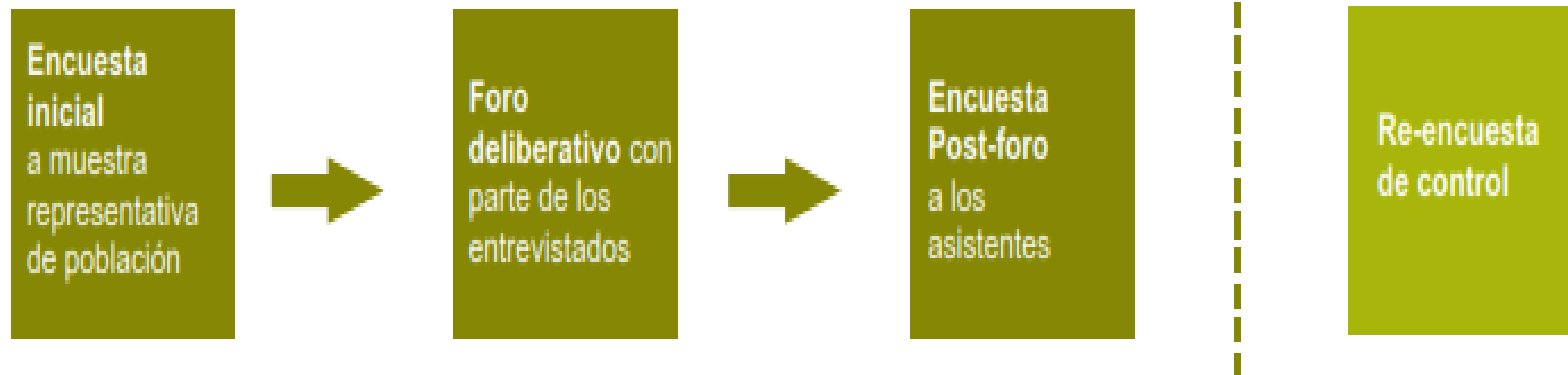 Encuesta
inicial
a muestra
representativa
de población
Foro
deliberativo con
parte de los
entrevistados
Encuesta
Post-foro
a los
asistentes
Re-encuesta
de control